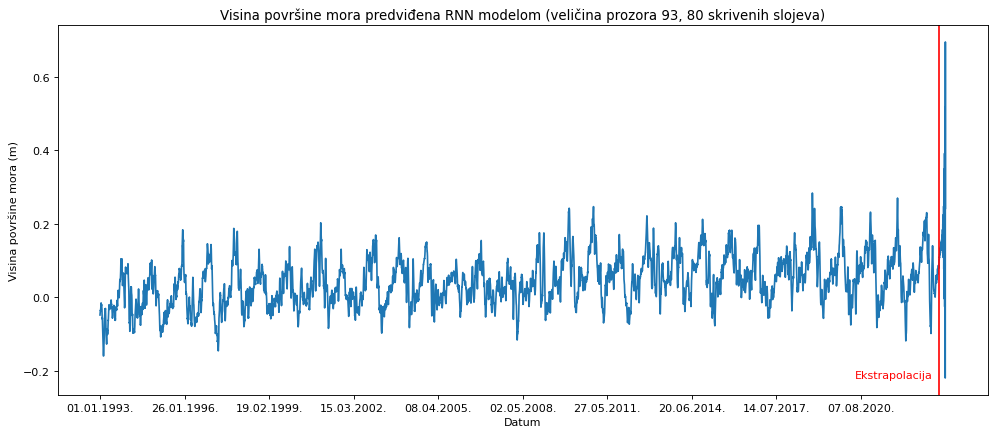 Visina površine mora predviđena RNN modelom (veličina prozora 93, 80 skrivenih slojeva)
Visina površine mora (m)
0.6
0.4
0.2
0.0
−0.2
Ekstrapolacija
01.01.1993. 26.01.1996. 19.02.1999. 15.03.2002. 08.04.2005. 02.05.2008. 27.05.2011. 20.06.2014. 14.07.2017. 07.08.2020.
Datum